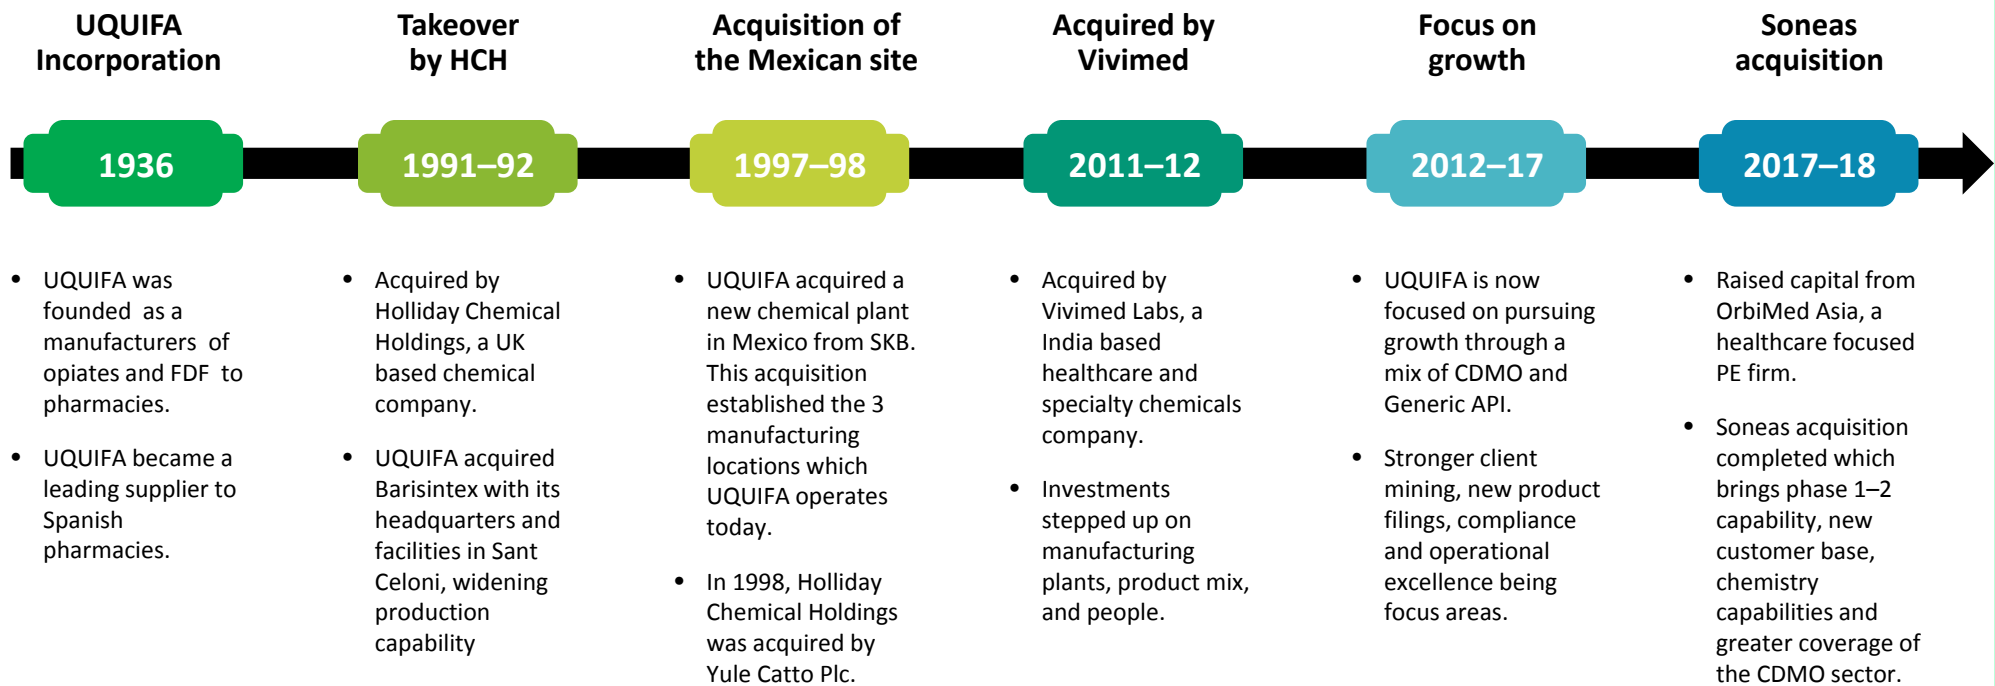 UQUIFA
Incorporation
Takeover
by HCH
Acquisition of
the Mexican site
Acquired by
Vivimed
Focus on
growth
Soneas
acquisition
1936
1991–92
1997–98
2011–12
2012–17
2017–18
• UQUIFA was
founded as a
manufacturers of
opiates and FDF to
pharmacies.
• UQUIFA became a
leading supplier to
Spanish
pharmacies.
• Acquired by
Holliday Chemical
Holdings, a UK
based chemical
company.
• UQUIFA acquired
Barisintex with its
headquarters and
facilities in Sant
Celoni, widening
production
capability
• UQUIFA acquired a
new chemical plant
in Mexico from SKB.
This acquisition
established the 3
manufacturing
locations which
UQUIFA operates
today.
• In 1998, Holliday
Chemical Holdings
was acquired by
Yule Catto Plc.
• Acquired by
Vivimed Labs, a
India based
healthcare and
specialty chemicals
company.
• Investments
stepped up on
manufacturing
plants, product mix,
and people.
• UQUIFA is now
focused on pursuing
growth through a
mix of CDMO and
Generic API.
• Stronger client
mining, new product
filings, compliance
and operational
excellence being
focus areas.
• Raised capital from
OrbiMed Asia, a
healthcare focused
PE firm.
• Soneas acquisition
completed which
brings phase 1–2
capability, new
customer base,
chemistry
capabilities and
greater coverage of
the CDMO sector.